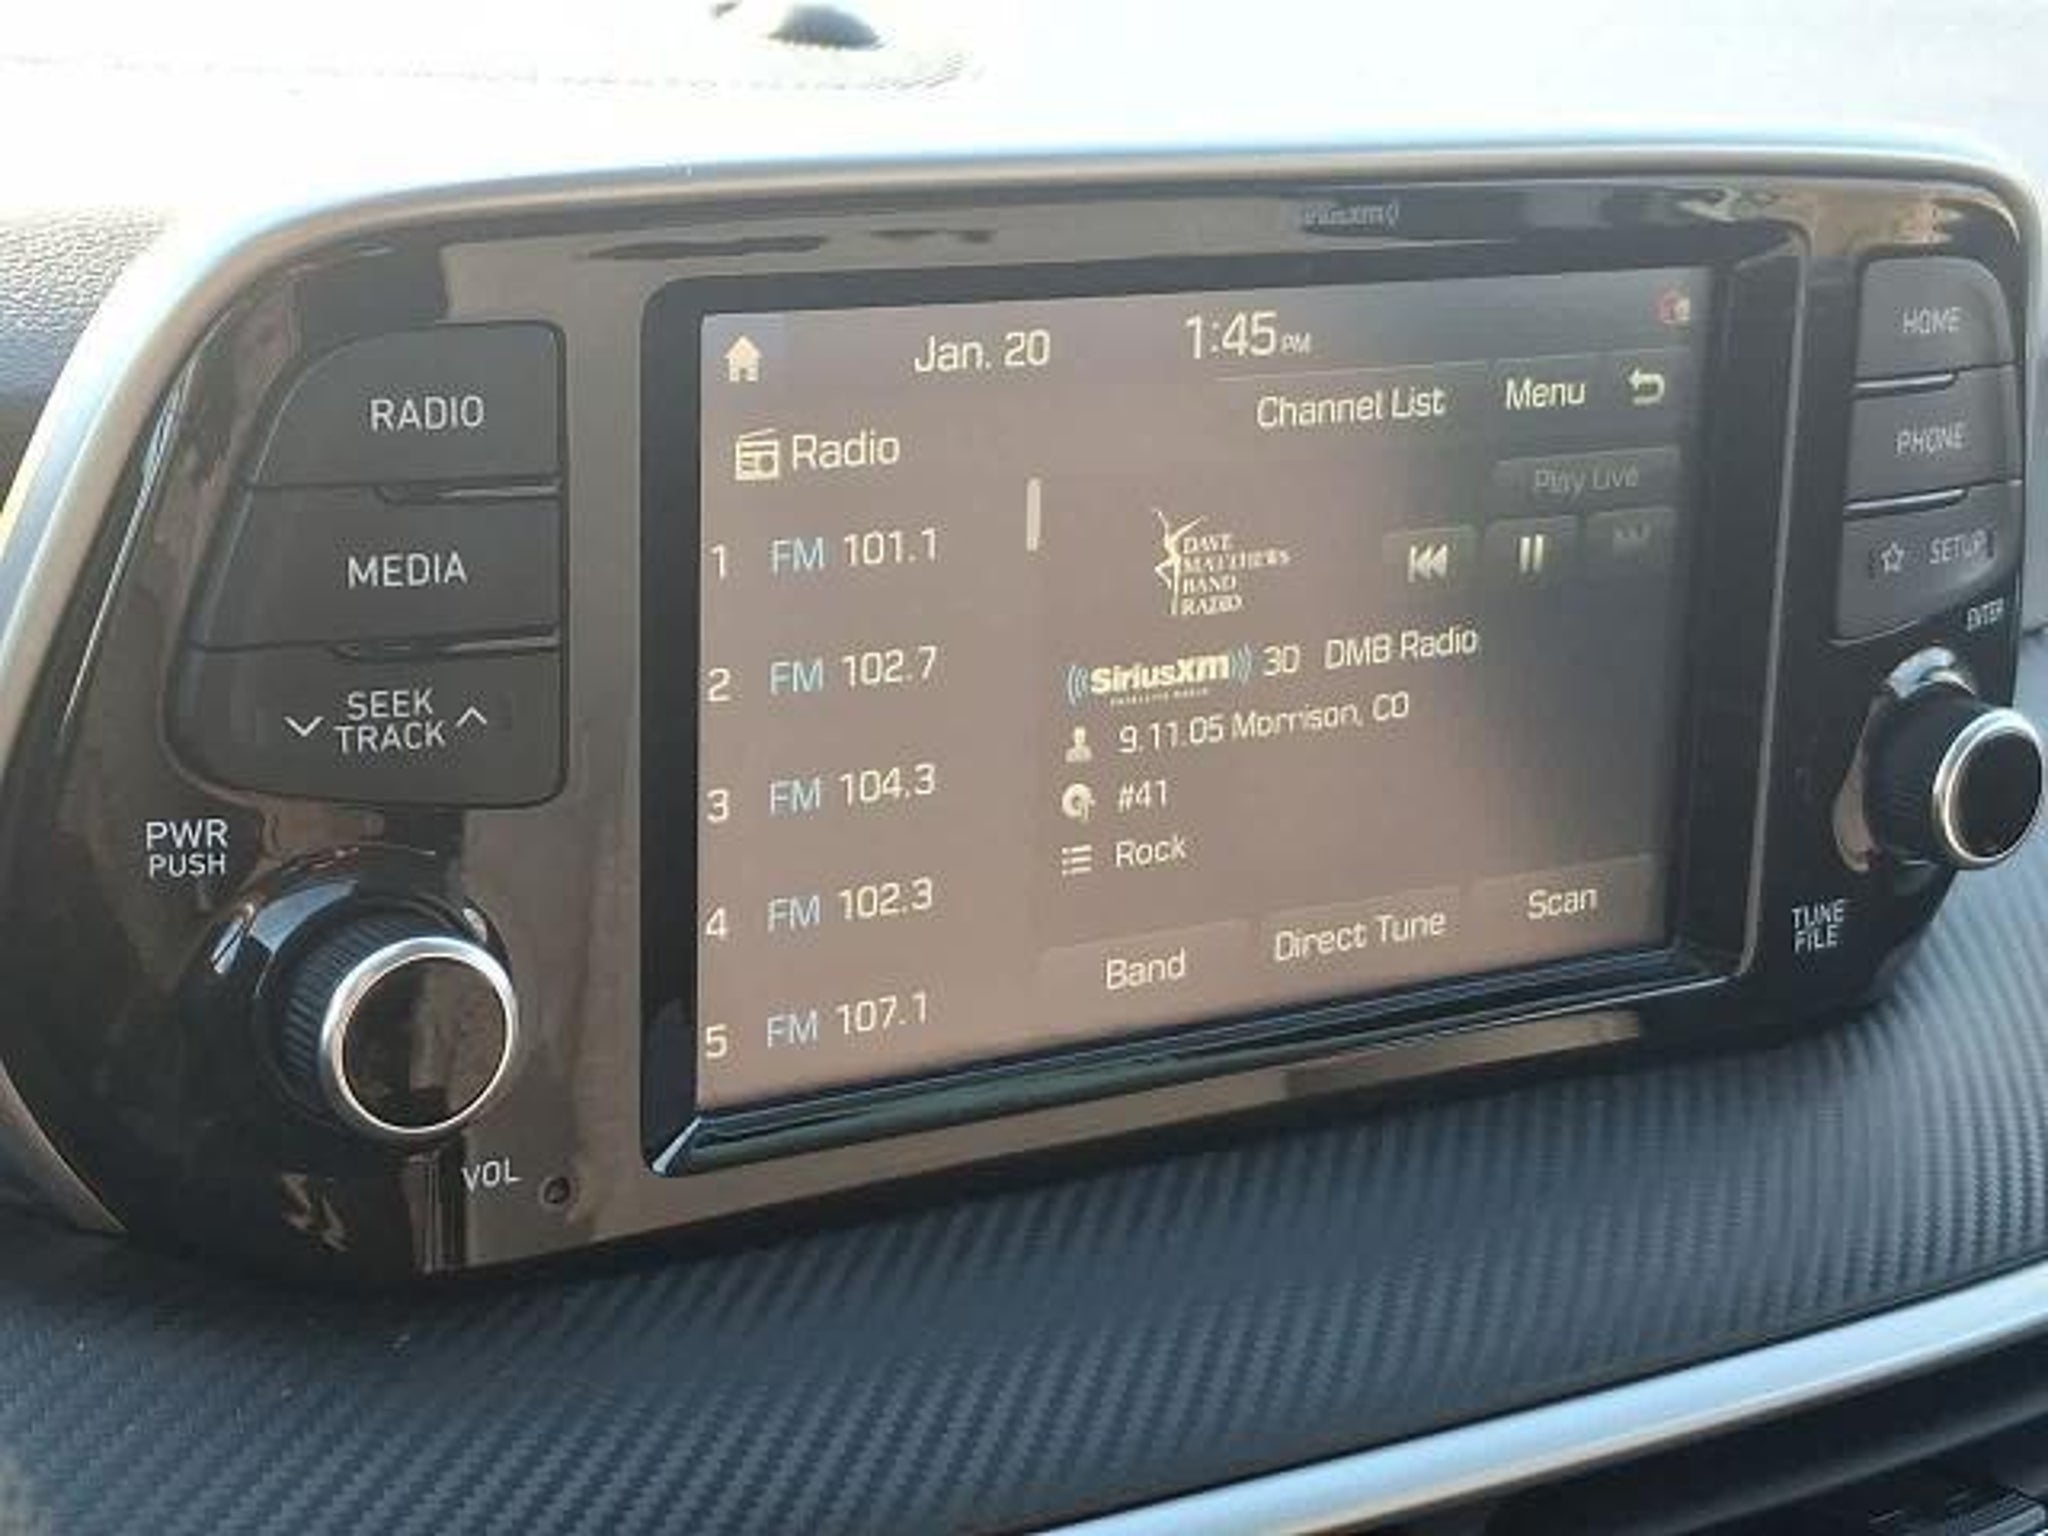 siriusxm
RADIO
MEDIA
SEEK
TRACK
PWR
PUSH
VOL
Jan. 20
1:45 PM
Channel List
Menu
Radio
Play Live
1 FM 101.1
2 FM 102.7
3 FM 104.3
4 FM 102.3
5 FM 107.1
DAVE
MATTHEWS
BAND
RADIO
SiriusXm 30 DMB Radio
SATELLITE RADIO
9.11.05 Morrison, CO
#41
Rock
Band
Direct Tune
Scan
HOME
PHONE
SETUP
ENTER
TUNE
FILE